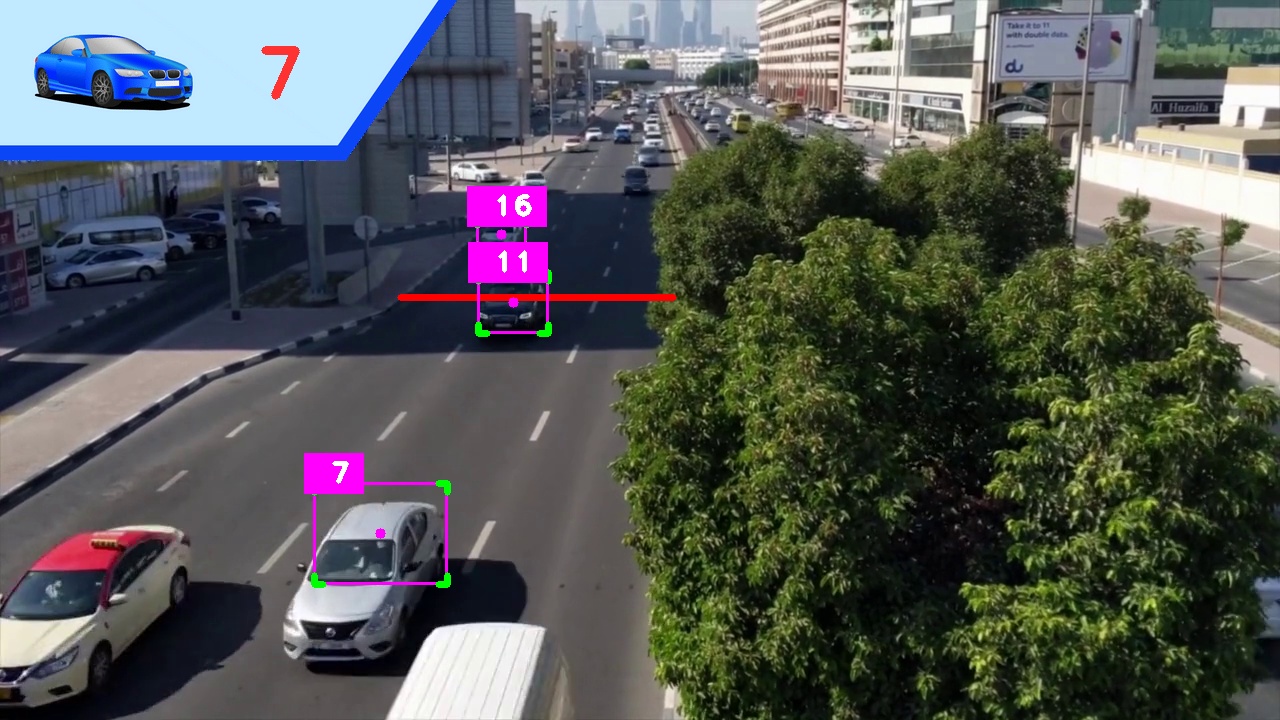 7
Take it to 11
with double data.
du
Al Huzaifa
16
11
7